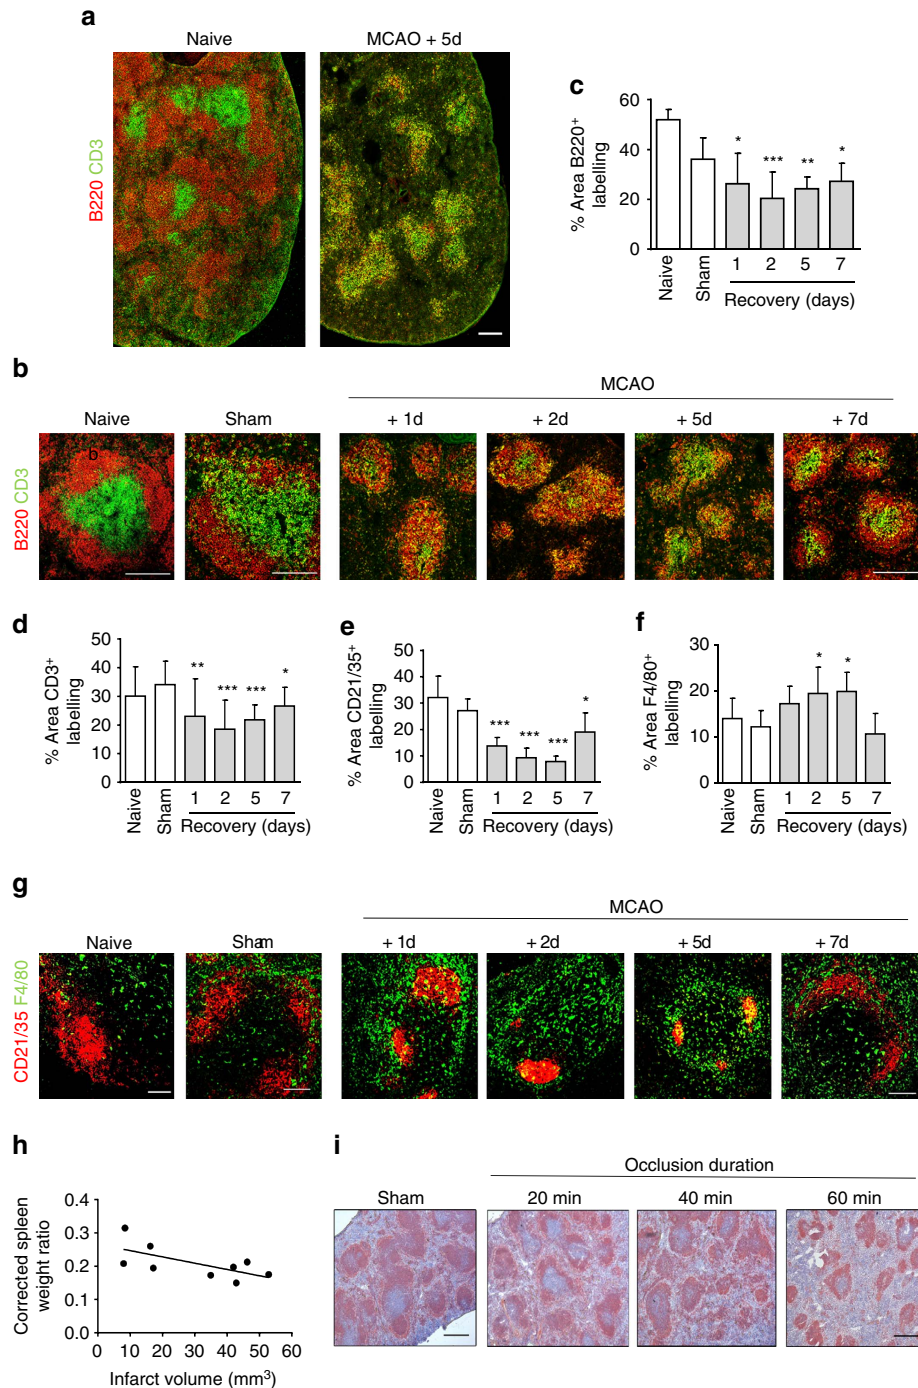 a
Naive
MCAO + 5d
B220 CD3
c
% Area B220+
labelling
60
40
20
0
*
***
**
*
Naive
Sham
1
2
5
7
Recovery (days)
b
MCAO
Naive
Sham
+ 1d
+ 2d
+ 5d
+ 7d
B220 CD3
b
d
% Area CD3+
labelling
50
40
30
20
10
0
**
***
***
*
Naive
Sham
1
2
5
7
Recovery (days)
e
% Area CD21/35+
labelling
50
40
30
20
10
0
***
***
***
*
Naive
Sham
1
2
5
7
Recovery (days)
f
% Area F4/80+
labelling
30
20
10
0
*
*
Naive
Sham
1
2
5
7
Recovery (days)
g
MCAO
Naive
Sham
+ 1d
+ 2d
+ 5d
+ 7d
CD21/35 F4/80
h
Corrected spleen
weight ratio
0.4
0.3
0.2
0.1
0.0
0
10
20
30
40
50
60
Infarct volume (mm3)
i
Occlusion duration
Sham
20 min
40 min
60 min